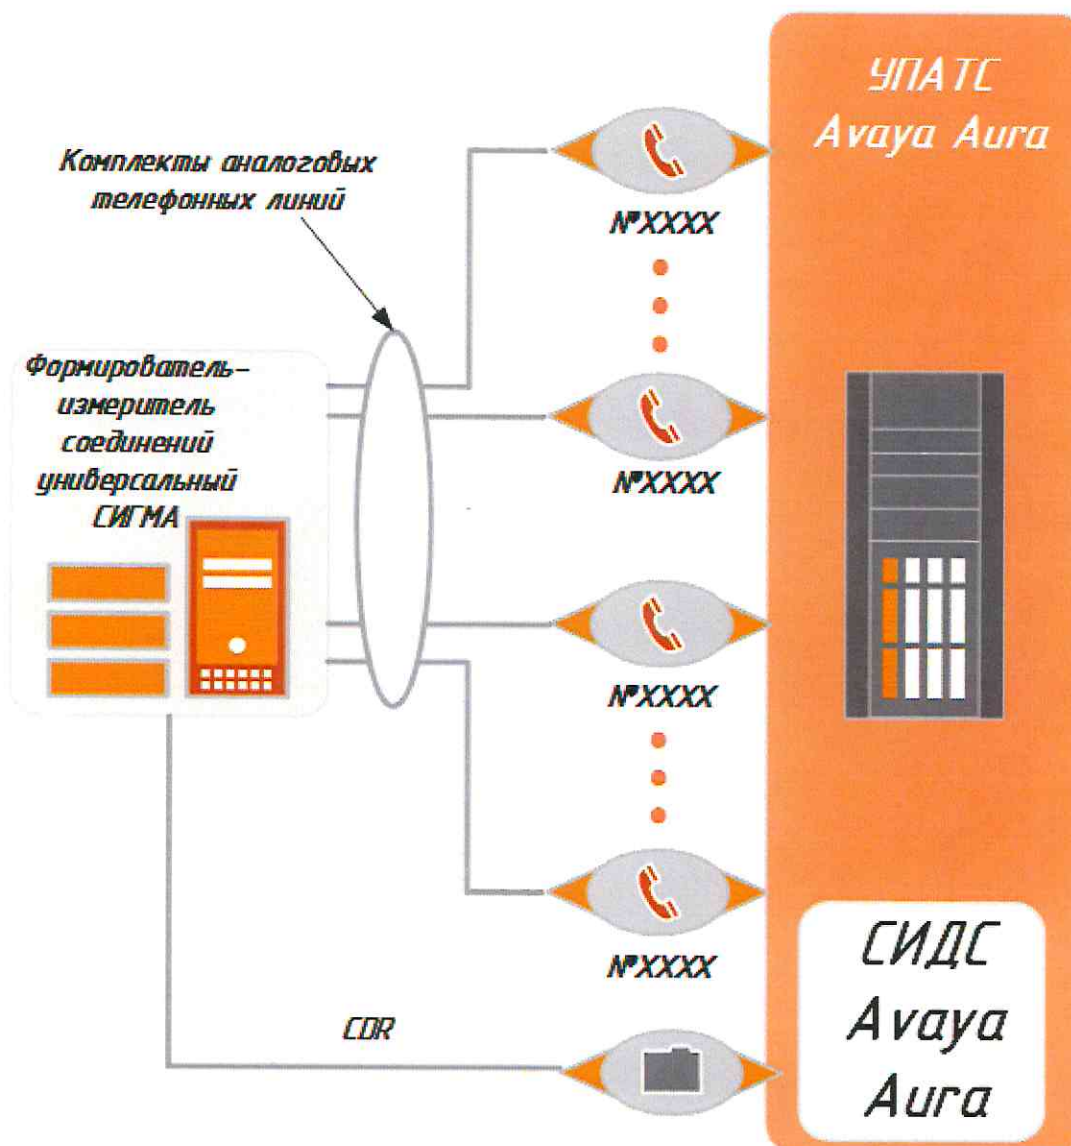 УПАТС
Avaya Aura
Комплекты аналоговых
телефонных линий
№XXXX
Формирователь-
измеритель
соединений
универсальный
СИГМА
№XXXX
№XXXX
№XXXX
СИДС
Avaya
Aura
CDR